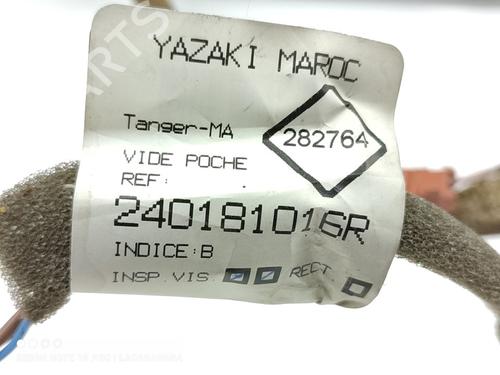 YAZAKI MAROC
Tanger-MA
282764
VIDE POCHE
REF:
240181016R
INDICE:B
INSP.VIS. RECT.